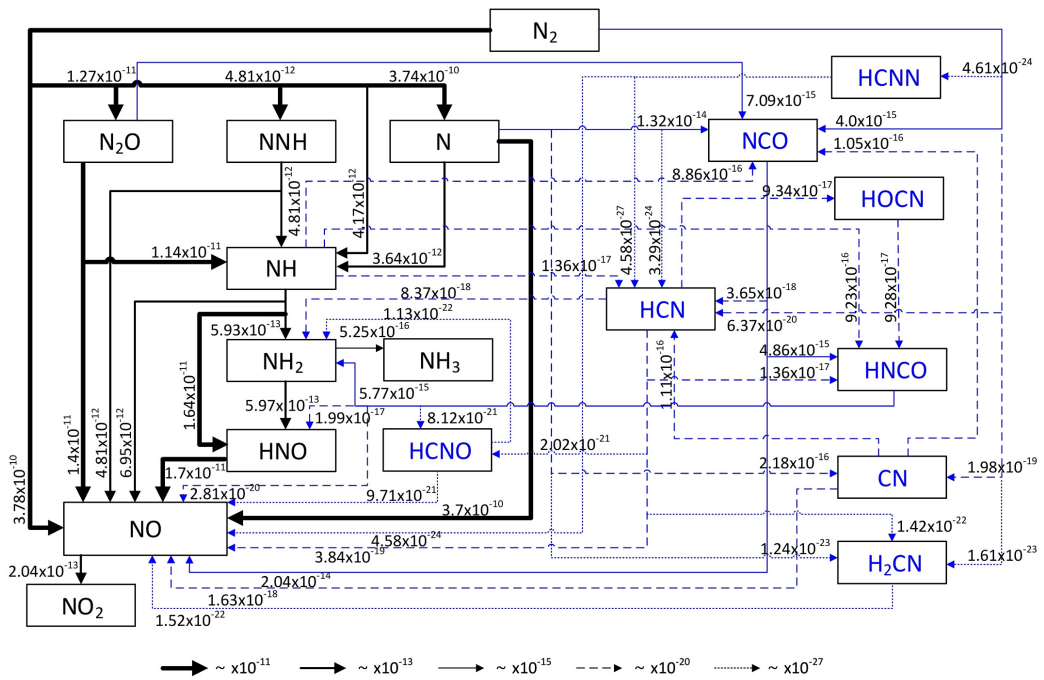 N₂
1.27x10⁻¹¹
4.81x10⁻¹²
3.74x10⁻¹⁰
HCNN
4.61x10⁻²⁴
7.09x10⁻¹⁵
N₂O
NNH
N
1.32x10⁻¹⁴
NCO
4.0x10⁻¹⁵
1.05x10⁻¹⁶
8.86x10⁻¹⁶
9.34x10⁻¹⁷
HOCN
4.81x10⁻¹²
4.17x10⁻¹²
4.58x10⁻²⁷
3.29x10⁻²⁴
1.14x10⁻¹¹
NH
3.64x10⁻¹²
1.36x10⁻¹⁷
9.23x10⁻¹⁶
9.28x10⁻¹⁷
8.37x10⁻¹⁸
HCN
3.65x10⁻¹⁸
1.13x10⁻²²
6.37x10⁻²⁰
5.93x10⁻¹³
5.25x10⁻¹⁶
NH₂
NH₃
4.86x10⁻¹⁵
HNCO
1.36x10⁻¹⁷
1.11x10⁻¹⁶
1.64x10⁻¹¹
5.77x10⁻¹⁵
5.97x10⁻¹³
1.99x10⁻¹⁷
8.12x10⁻²¹
1.4x10⁻¹¹
4.81x10⁻¹²
6.95x10⁻¹²
HNO
HCNO
2.02x10⁻²¹
1.7x10⁻¹¹
2.18x10⁻¹⁶
CN
1.98x10⁻¹⁹
3.78x10⁻¹⁰
2.81x10⁻²⁰
9.71x10⁻²¹
3.7x10⁻¹⁰
NO
1.42x10⁻²²
4.58x10⁻²⁴
3.84x10⁻¹⁹
1.24x10⁻²³
H₂CN
1.61x10⁻²³
2.04x10⁻¹³
2.04x10⁻¹⁴
NO₂
1.63x10⁻¹⁸
1.52x10⁻²²
~ x10⁻¹¹
~ x10⁻¹³
~ x10⁻¹⁵
~ x10⁻²⁰
~ x10⁻²⁷